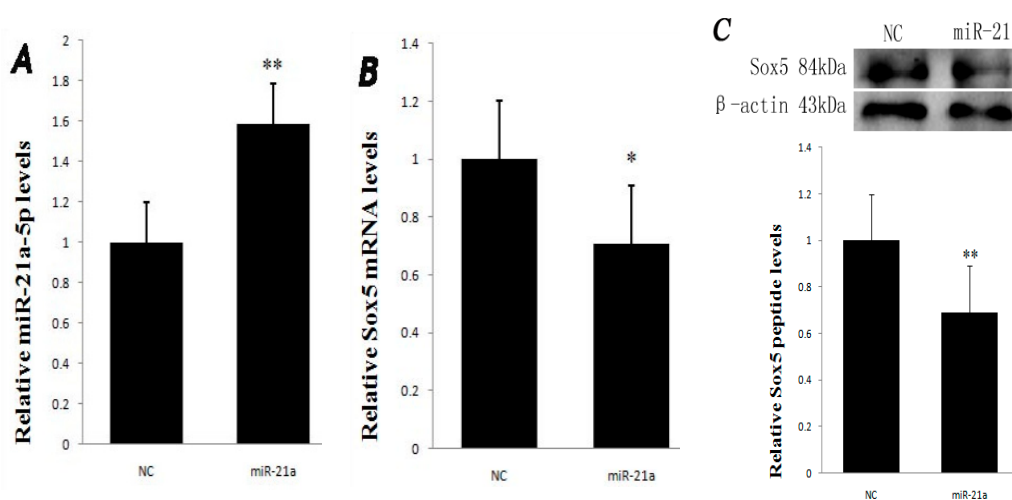 A
Relative miR-21a-5p levels
2
1.8
1.6
1.4
1.2
1
0.8
0.6
0.4
0.2
0
**
NC
miR-21a
B
Relative Sox5 mRNA levels
1.4
1.2
1
0.8
0.6
0.4
0.2
0
*
NC
miR-21a
C
NC
miR-21
Sox5 84kDa
β-actin 43kDa
Relative Sox5 peptide levels
1.4
1.2
1
0.8
0.6
0.4
0.2
0
**
NC
miR-21a